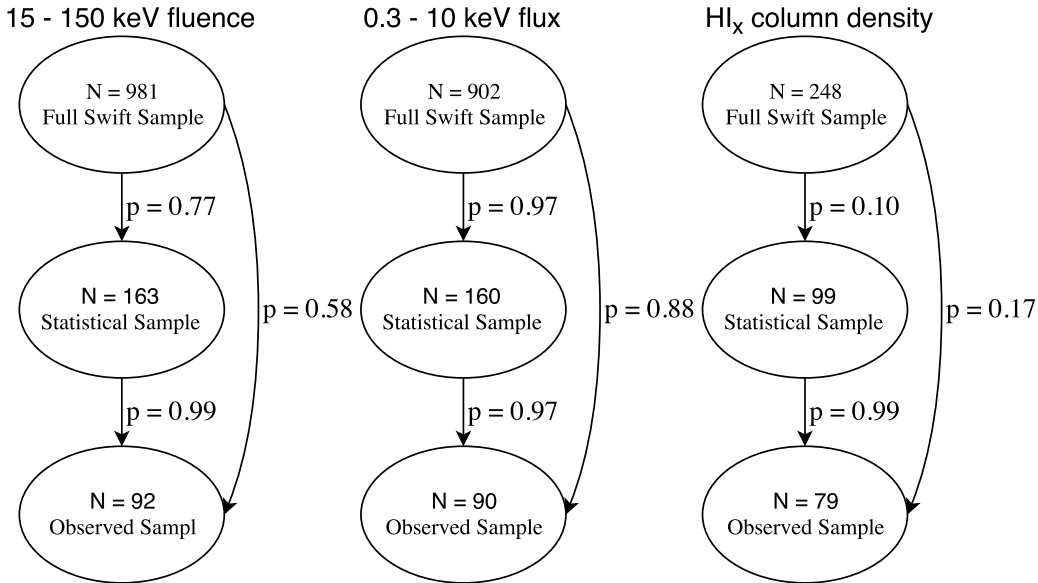 15 - 150 keV fluence
N = 981
Full Swift Sample
p = 0.77
p = 0.58
N = 163
Statistical Sample
p = 0.99
N = 92
Observed Sampl
0.3 - 10 keV flux
N = 902
Full Swift Sample
p = 0.97
p = 0.88
N = 160
Statistical Sample
p = 0.97
N = 90
Observed Sample
HIx column density
N = 248
Full Swift Sample
p = 0.10
p = 0.17
N = 99
Statistical Sample
p = 0.99
N = 79
Observed Sample